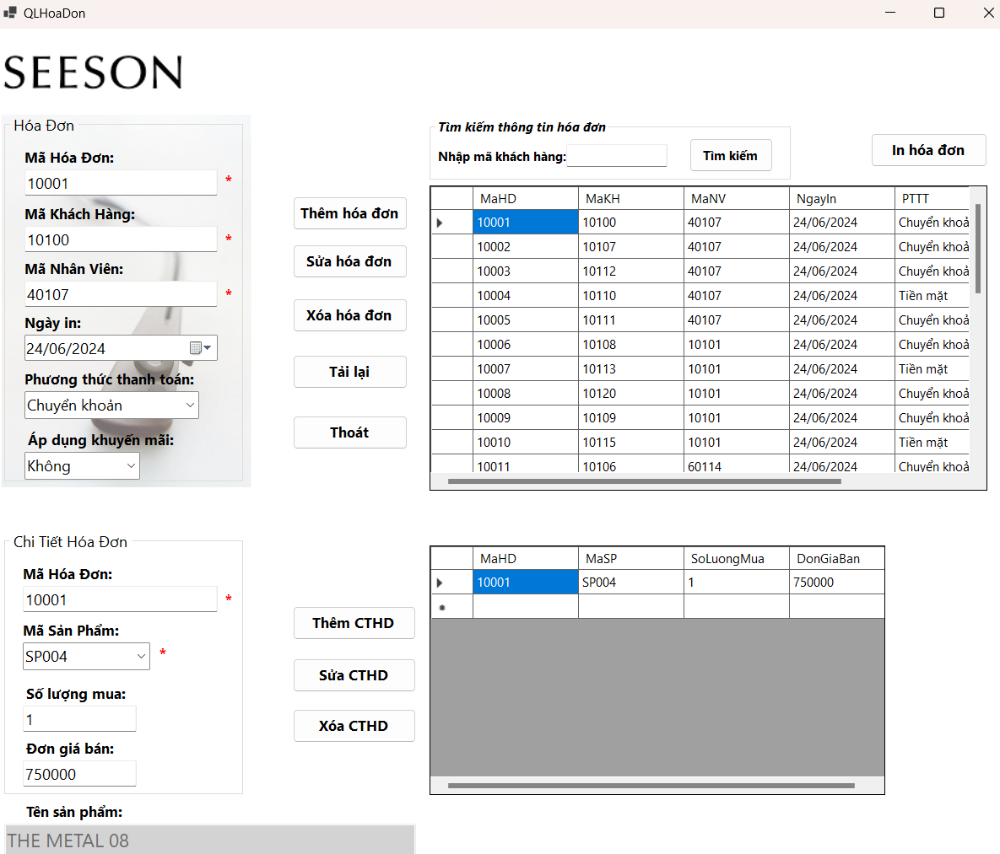 QLHoaDon
SEESON
Hóa Đơn
Mã Hóa Đơn:
10001 *
Mã Khách Hàng:
10100 *
Mã Nhân Viên:
40107 *
Ngày in:
24/06/2024
Phương thức thanh toán:
Chuyển khoản
Áp dụng khuyến mãi:
Không
Thêm hóa đơn
Sửa hóa đơn
Xóa hóa đơn
Tải lại
Thoát
Tìm kiếm thông tin hóa đơn
Nhập mã khách hàng: Tìm kiếm
In hóa đơn
MaHD MaKH MaNV NgayIn PTTT
10001 10100 40107 24/06/2024 Chuyển khoả
10002 10107 40107 24/06/2024 Chuyển khoả
10003 10112 40107 24/06/2024 Chuyển khoả
10004 10110 40107 24/06/2024 Tiền mặt
10005 10111 40107 24/06/2024 Chuyển khoả
10006 10108 10101 24/06/2024 Chuyển khoả
10007 10113 10101 24/06/2024 Tiền mặt
10008 10120 10101 24/06/2024 Chuyển khoả
10009 10109 10101 24/06/2024 Chuyển khoả
10010 10115 10101 24/06/2024 Tiền mặt
10011 10106 60114 24/06/2024 Chuyển khoả
Chi Tiết Hóa Đơn
Mã Hóa Đơn:
10001 *
Mã Sản Phẩm:
SP004 *
Số lượng mua:
1
Đơn giá bán:
750000
Tên sản phẩm:
THE METAL 08
Thêm CTHD
Sửa CTHD
Xóa CTHD
MaHD MaSP SoLuongMua DonGiaBan
10001 SP004 1 750000